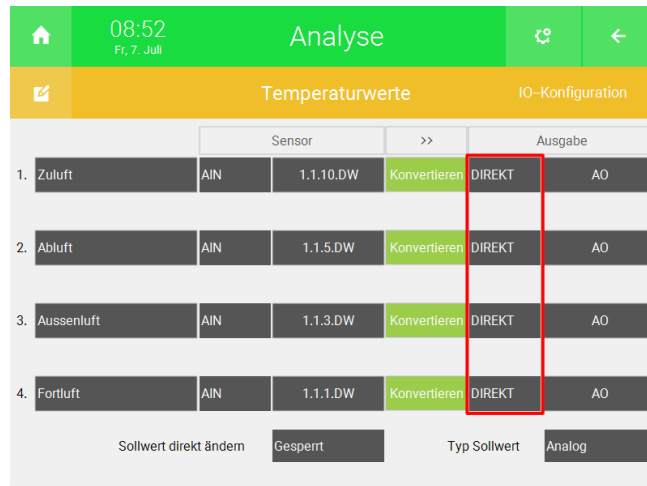 08:52
Fr, 7. Juli
Analyse
Temperaturwerte
IO-Konfiguration
Sensor >> Ausgabe
1. Zuluft AIN 1.1.10.DW Konvertieren DIREKT AO
2. Abluft AIN 1.1.5.DW Konvertieren DIREKT AO
3. Aussenluft AIN 1.1.3.DW Konvertieren DIREKT AO
4. Fortluft AIN 1.1.1.DW Konvertieren DIREKT AO
Sollwert direkt ändern Gesperrt Typ Sollwert Analog